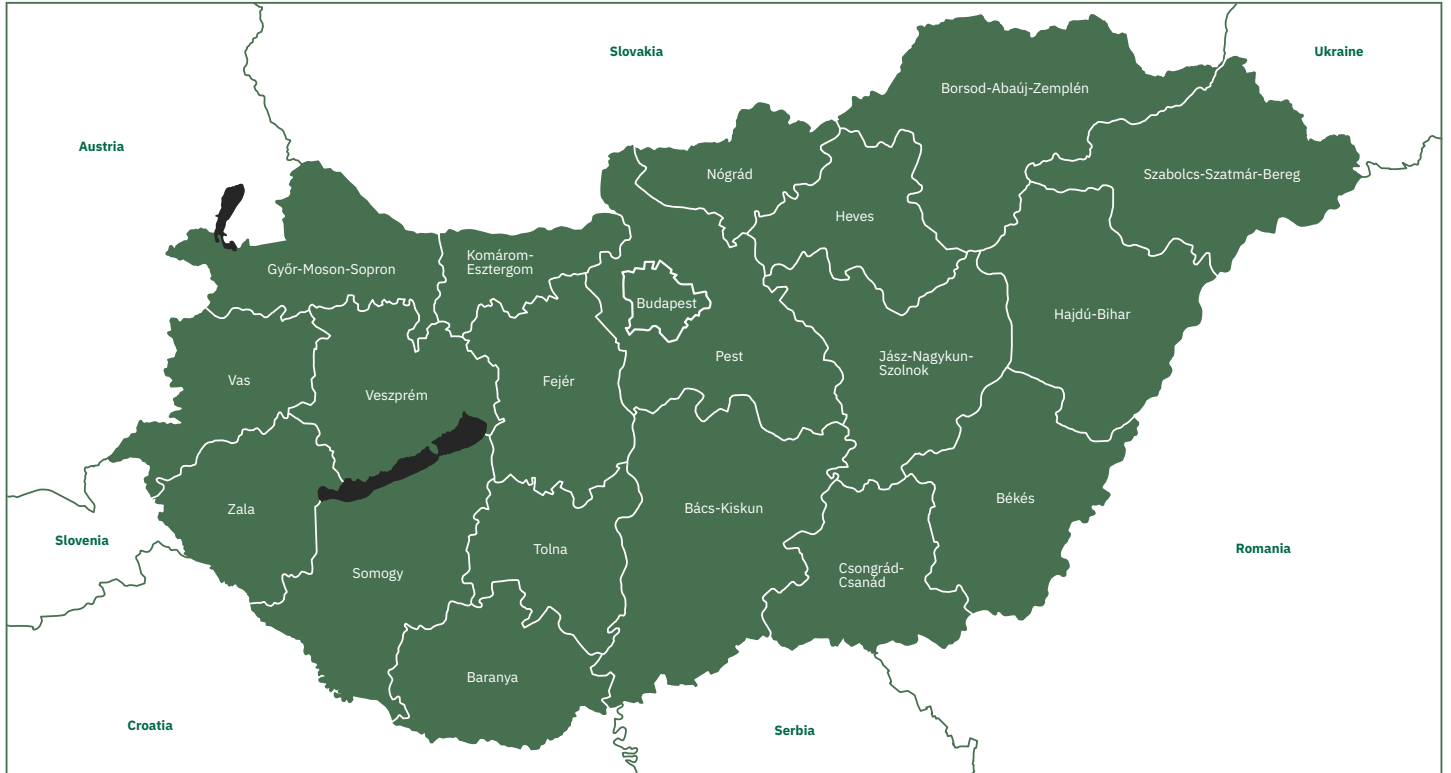 Slovakia
Ukraine
Borsod-Abaúj-Zemplén
Austria
Nógrád
Szabolcs-Szatmár-Bereg
Heves
Komárom-
Esztergom
Győr-Moson-Sopron
Budapest
Hajdú-Bihar
Pest
Jász-Nagykun-
Szolnok
Vas
Fejér
Veszprém
Békés
Zala
Bács-Kiskun
Slovenia
Tolna
Romania
Somogy
Csongrád-
Csanád
Baranya
Croatia
Serbia